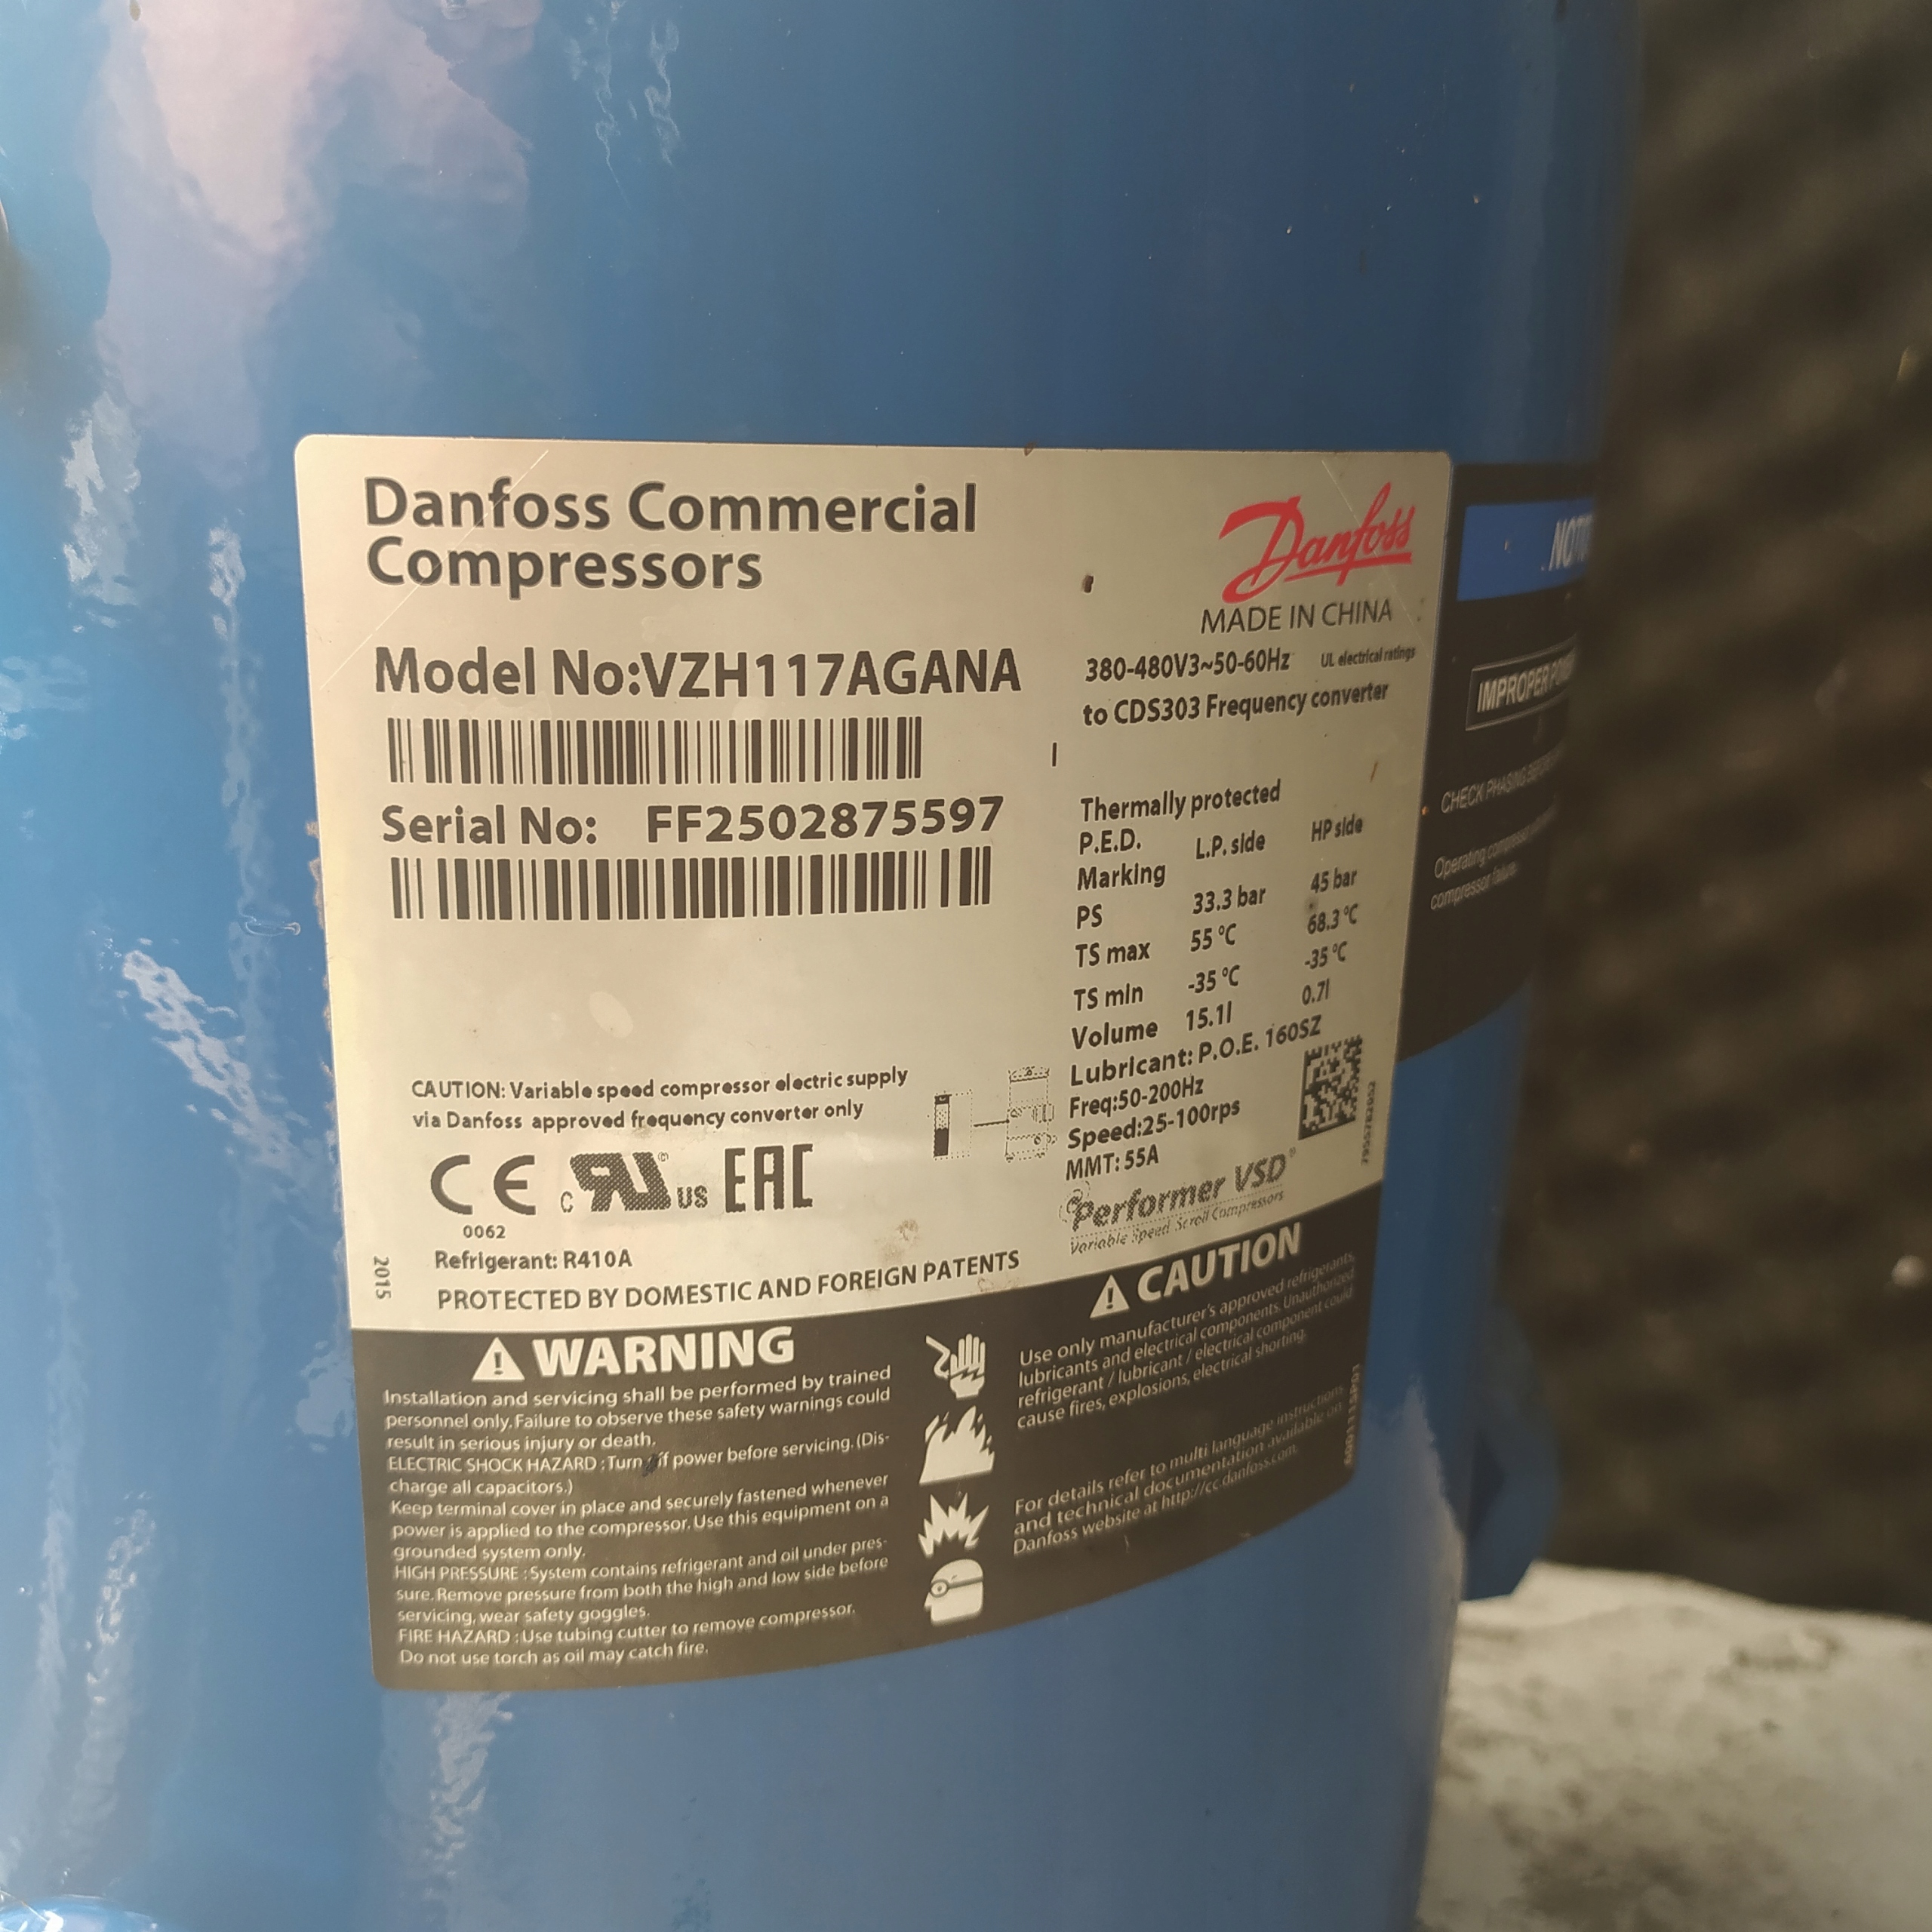 Danfoss Commercial
Compressors
Danfoss
MADE IN CHINA
Model No:VZH117AGANA
380-480V3~50-60Hz UL electrical ratings
to CDS303 Frequency converter
Serial No: FF2502875597
Thermally protected
P.E.D.
Marking L.P. side HP side
PS 33.3 bar 45 bar
TS max 55 °C 68.3 °C
TS min -35 °C -35 °C
Volume 15.1l 0.7l
Lubricant: P.O.E. 160SZ
Freq:50-200Hz
Speed:25-100rps
MMT: 55A
Performer VSD®
Variable Speed Scroll Compressors
CAUTION: Variable speed compressor electric supply
via Danfoss approved frequency converter only
CE c RU us EAC
0062
Refrigerant: R410A
2015
PROTECTED BY DOMESTIC AND FOREIGN PATENTS
WARNING
Installation and servicing shall be performed by trained
personnel only. Failure to observe these safety warnings could
result in serious injury or death.
ELECTRIC SHOCK HAZARD : Turn off power before servicing. (Dis-
charge all capacitors.)
Keep terminal cover in place and securely fastened whenever
power is applied to the compressor. Use this equipment on a
grounded system only.
HIGH PRESSURE : System contains refrigerant and oil under pres-
sure. Remove pressure from both the high and low side before
servicing, wear safety goggles.
FIRE HAZARD : Use tubing cutter to remove compressor.
Do not use torch as oil may catch fire.
CAUTION
Use only manufacturer's approved refrigerants,
lubricants and electrical components. Unauthorized
refrigerant / lubricant / electrical component could
cause fires, explosions, electrical shorting.
For details refer to multi language instructions
and technical documentation available on
Danfoss website at http://cc.danfoss.com.
IMPROPER
CHECK PHASING
Operating
compressor failure.